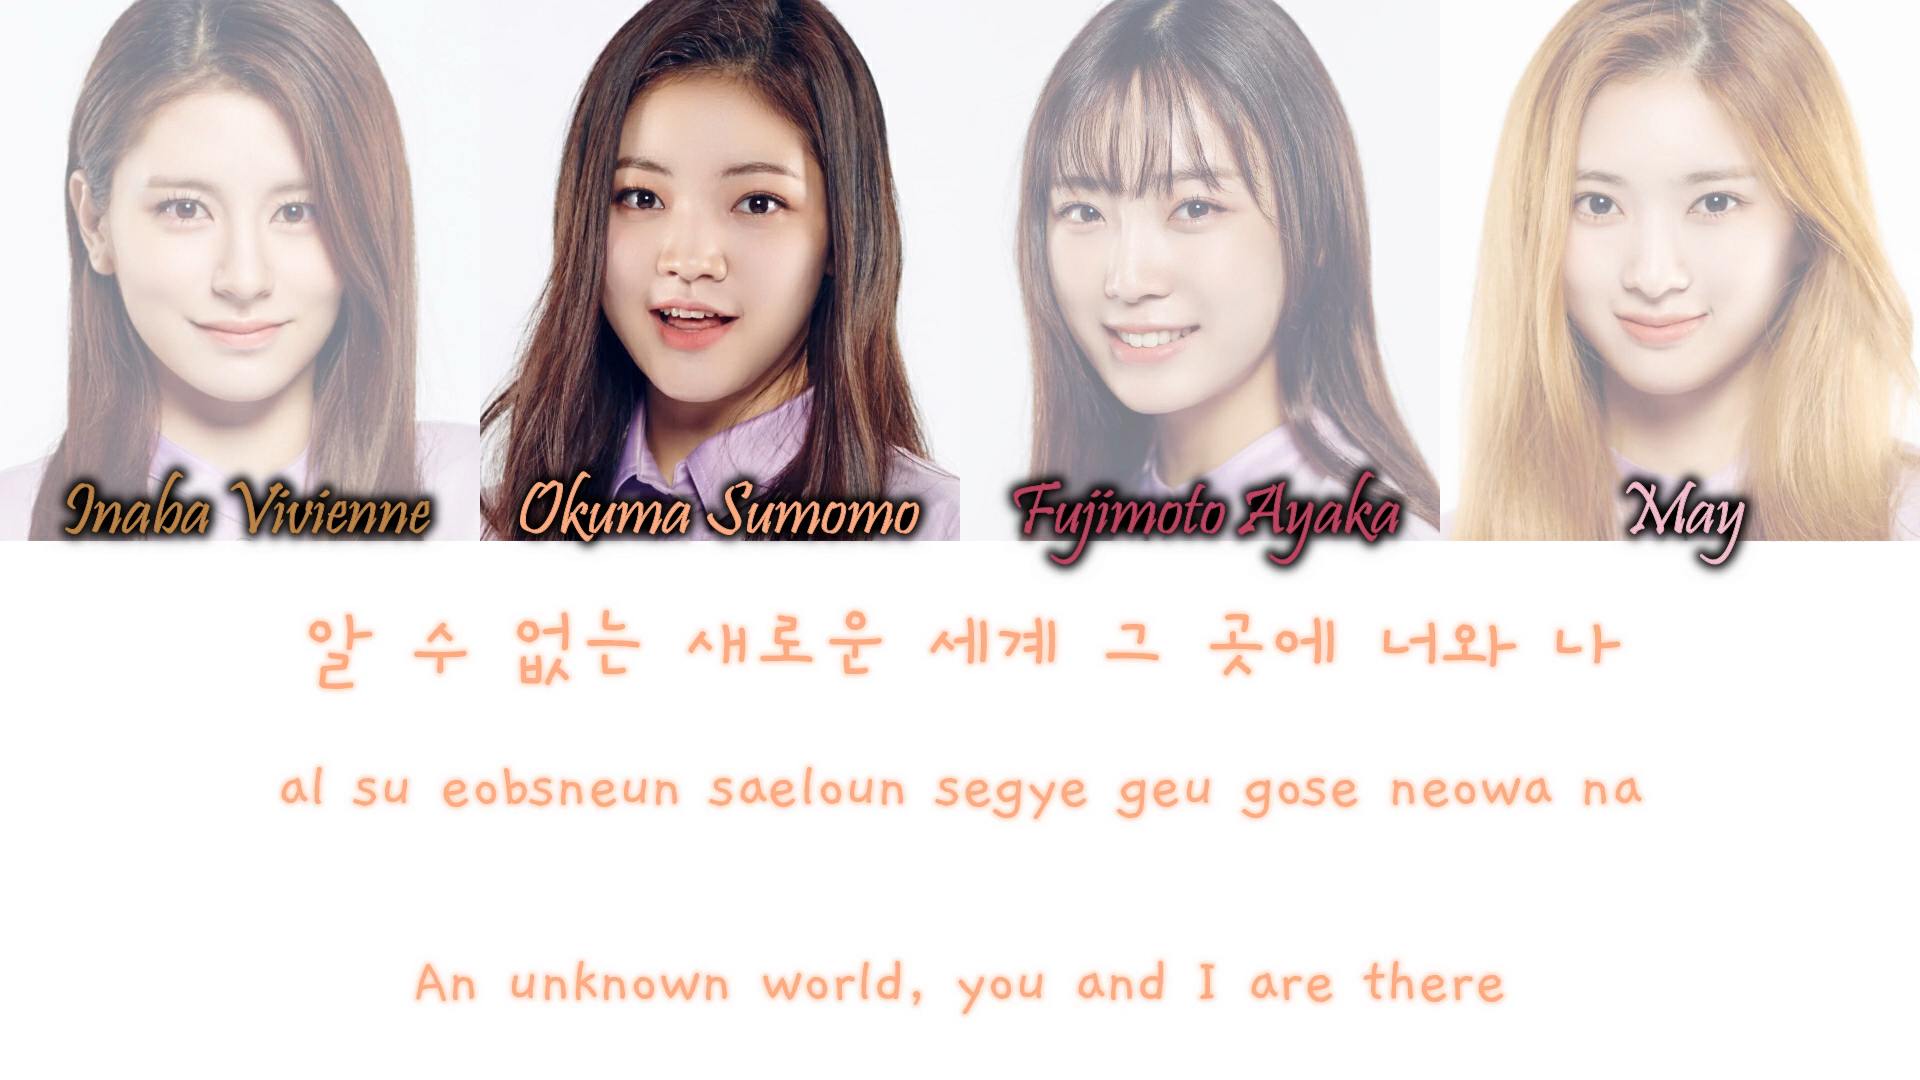 Inaba Vivienne
Okuma Sumomo
Fujimoto Ayaka
May
알 수 없는 새로운 세계 그 곳에 너와 나
al su eobsneun saeloun segye geu gose neowa na
An unknown world, you and I are there